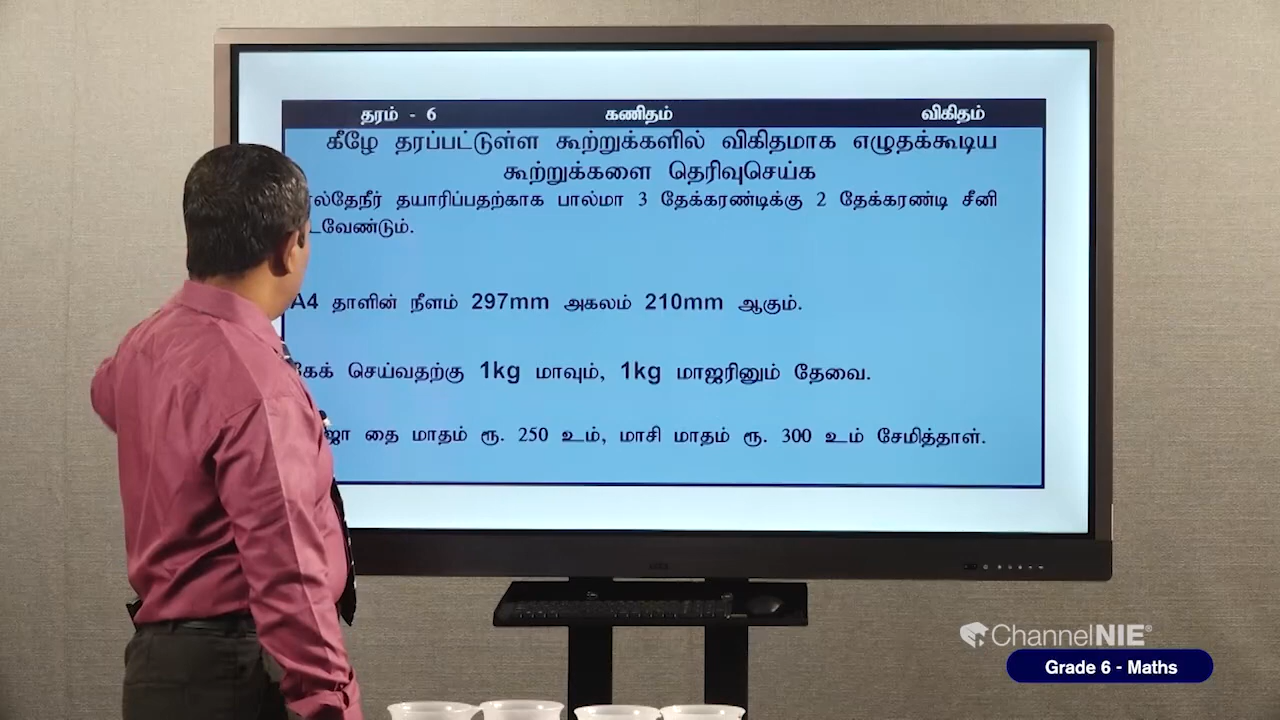 தரம் - 6 கணிதம் விகிதம்
கீழே தரப்பட்டுள்ள கூற்றுக்களில் விகிதமாக எழுதக்கூடிய
கூற்றுக்களை தெரிவுசெய்க
தயாரிப்பதற்காக பால்மா 3 தேக்கரண்டிக்கு 2 தேக்கரண்டி சீனி
A4 தாளின் நீளம் 297mm அகலம் 210mm ஆகும்.
கேக் செய்வதற்கு 1kg மாவும், 1kg மாஜரினும் தேவை.
தை மாதம் ரூ. 250 உம், மாசி மாதம் ரூ. 300 உம் சேமித்தாள்.
ChannelNIE®
Grade 6 - Maths